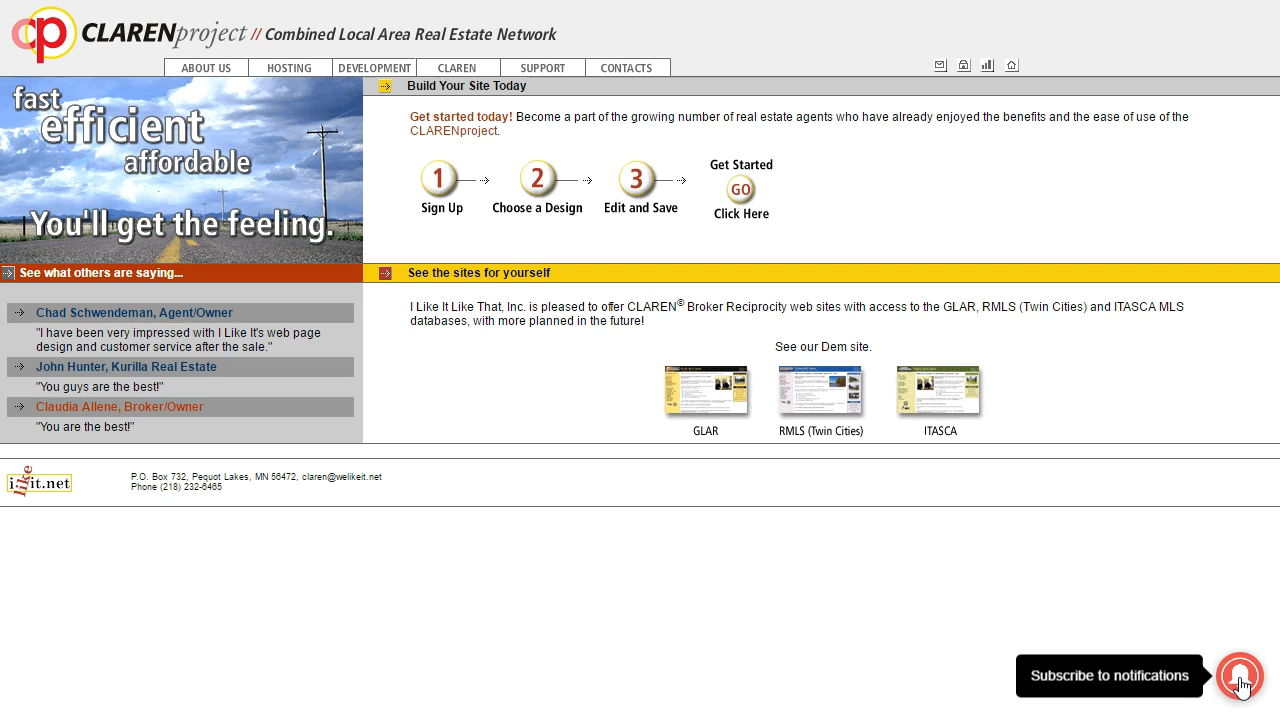 cp CLARENproject // Combined Local Area Real Estate Network
ABOUT US HOSTING DEVELOPMENT CLAREN SUPPORT CONTACTS
fast
efficient
affordable
You'll get the feeling.
Build Your Site Today
Get started today! Become a part of the growing number of real estate agents who have already enjoyed the benefits and the ease of use of the
CLARENproject.
1 2 3
Sign Up Choose a Design Edit and Save
Get Started
GO
Click Here
See what others are saying...
Chad Schwendeman, Agent/Owner
"I have been very impressed with I Like It's web page
design and customer service after the sale."
John Hunter, Kurilla Real Estate
"You guys are the best!"
Claudia Allene, Broker/Owner
"You are the best!"
See the sites for yourself
I Like It Like That, Inc. is pleased to offer CLAREN® Broker Reciprocity web sites with access to the GLAR, RMLS (Twin Cities) and ITASCA MLS
databases, with more planned in the future!
See our Dem site.
GLAR RMLS (Twin Cities) ITASCA
i like it.net
P.O. Box 732, Pequot Lakes, MN 56472, claren@welikeit.net
Phone (218) 232-6465
Subscribe to notifications